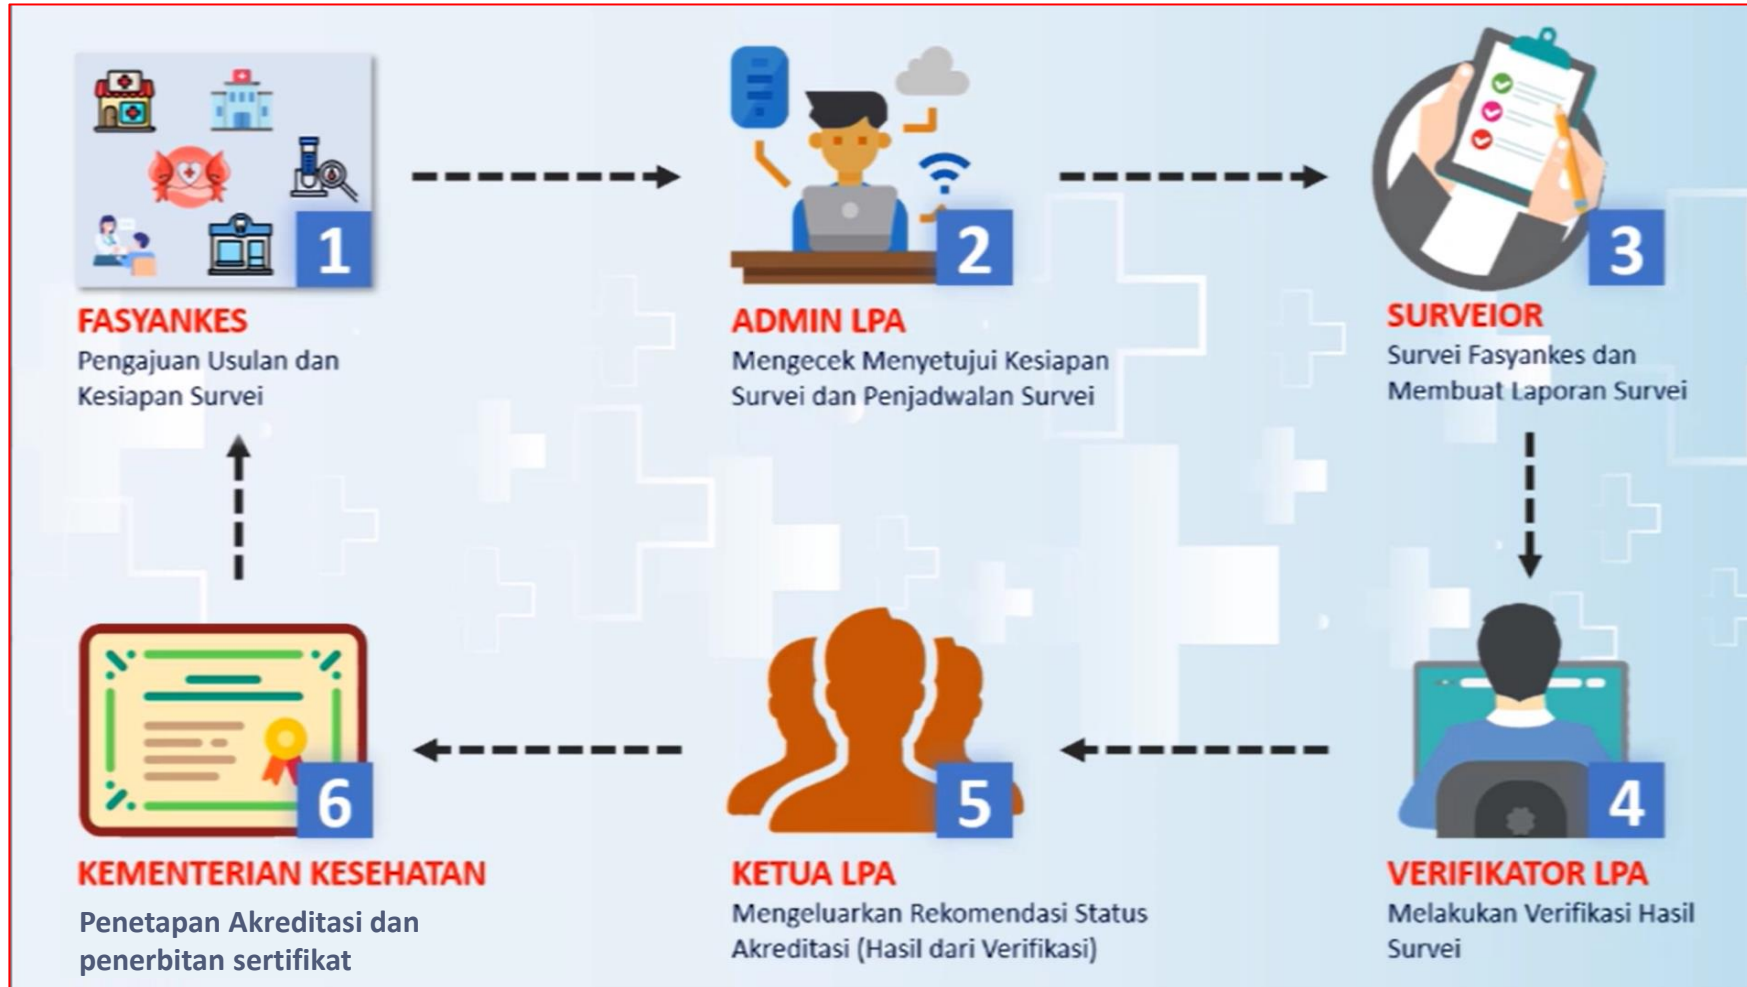 1
FASYANKES
Pengajuan Usulan dan
Kesiapan Survei
2
ADMIN LPA
Mengecek Menyetujui Kesiapan
Survei dan Penjadwalan Survei
3
SURVEIOR
Survei Fasyankes dan
Membuat Laporan Survei
4
VERIFIKATOR LPA
Melakukan Verifikasi Hasil
Survei
5
KETUA LPA
Mengeluarkan Rekomendasi Status
Akreditasi (Hasil dari Verifikasi)
6
KEMENTERIAN KESEHATAN
Penetapan Akreditasi dan
penerbitan sertifikat